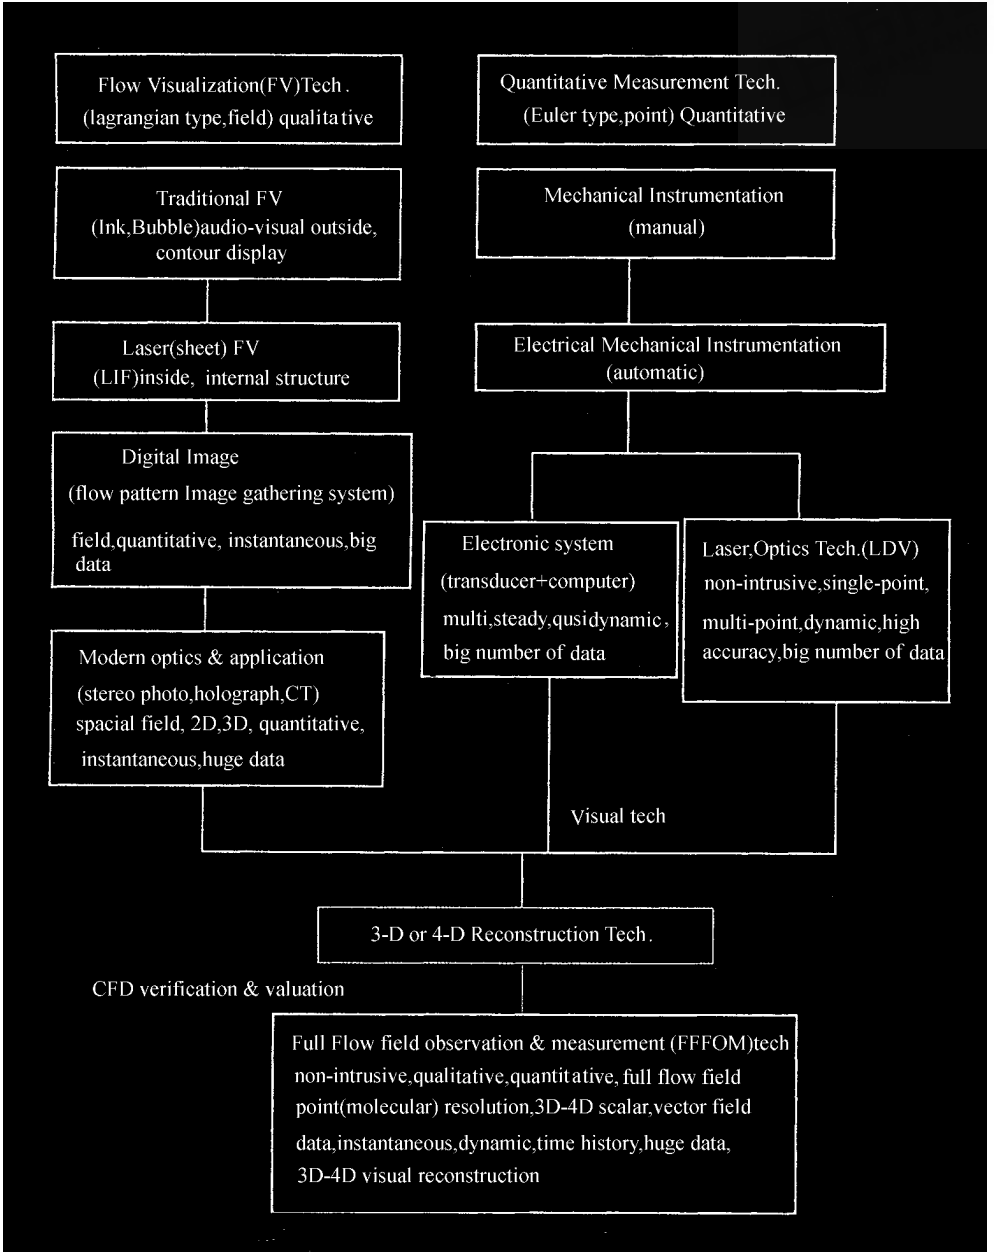 Flow Visualization(FV)Tech.
(lagrangian type,field) qualitative
Quantitative Measurement Tech.
(Euler type,point) Quantitative
Traditional FV
(Ink,Bubble)audio-visual outside,
contour display
Mechanical Instrumentation
(manual)
Laser(sheet) FV
(LIF)inside, internal structure
Electrical Mechanical Instrumentation
(automatic)
Digital Image
(flow pattern Image gathering system)
field,quantitative, instantaneous,big
data
Electronic system
(transducer+computer)
multi,steady,qusidynamic,
big number of data
Laser,Optics Tech.(LDV)
non-intrusive,single-point,
multi-point,dynamic,high
accuracy,big number of data
Modern optics & application
(stereo photo,holograph,CT)
spacial field, 2D,3D, quantitative,
instantaneous,huge data
Visual tech
3-D or 4-D Reconstruction Tech.
CFD verification & valuation
Full Flow field observation & measurement (FFFOM)tech
non-intrusive,qualitative,quantitative, full flow field
point(molecular) resolution,3D-4D scalar,vector field
data,instantaneous,dynamic,time history,huge data,
3D-4D visual reconstruction